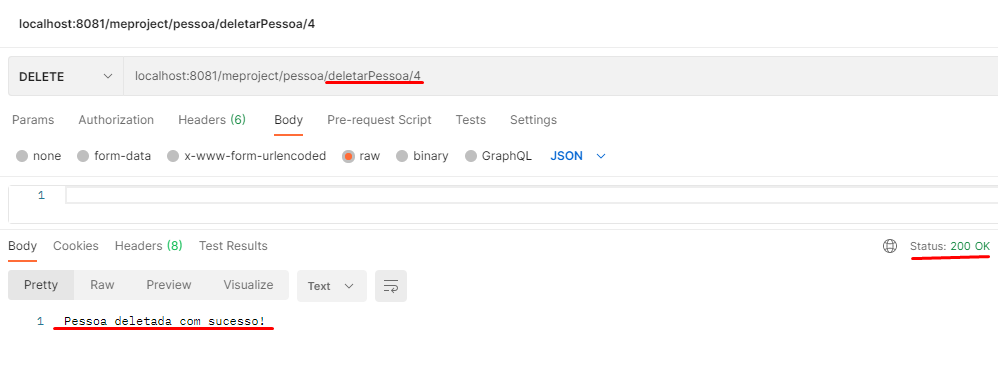 localhost:8081/meproject/pessoa/deletarPessoa/4
DELETE localhost:8081/meproject/pessoa/deletarPessoa/4
Params Authorization Headers (6) Body Pre-request Script Tests Settings
none form-data x-www-form-urlencoded raw binary GraphQL JSON
1
Body Cookies Headers (8) Test Results Status: 200 OK
Pretty Raw Preview Visualize Text
1 Pessoa deletada com sucesso!